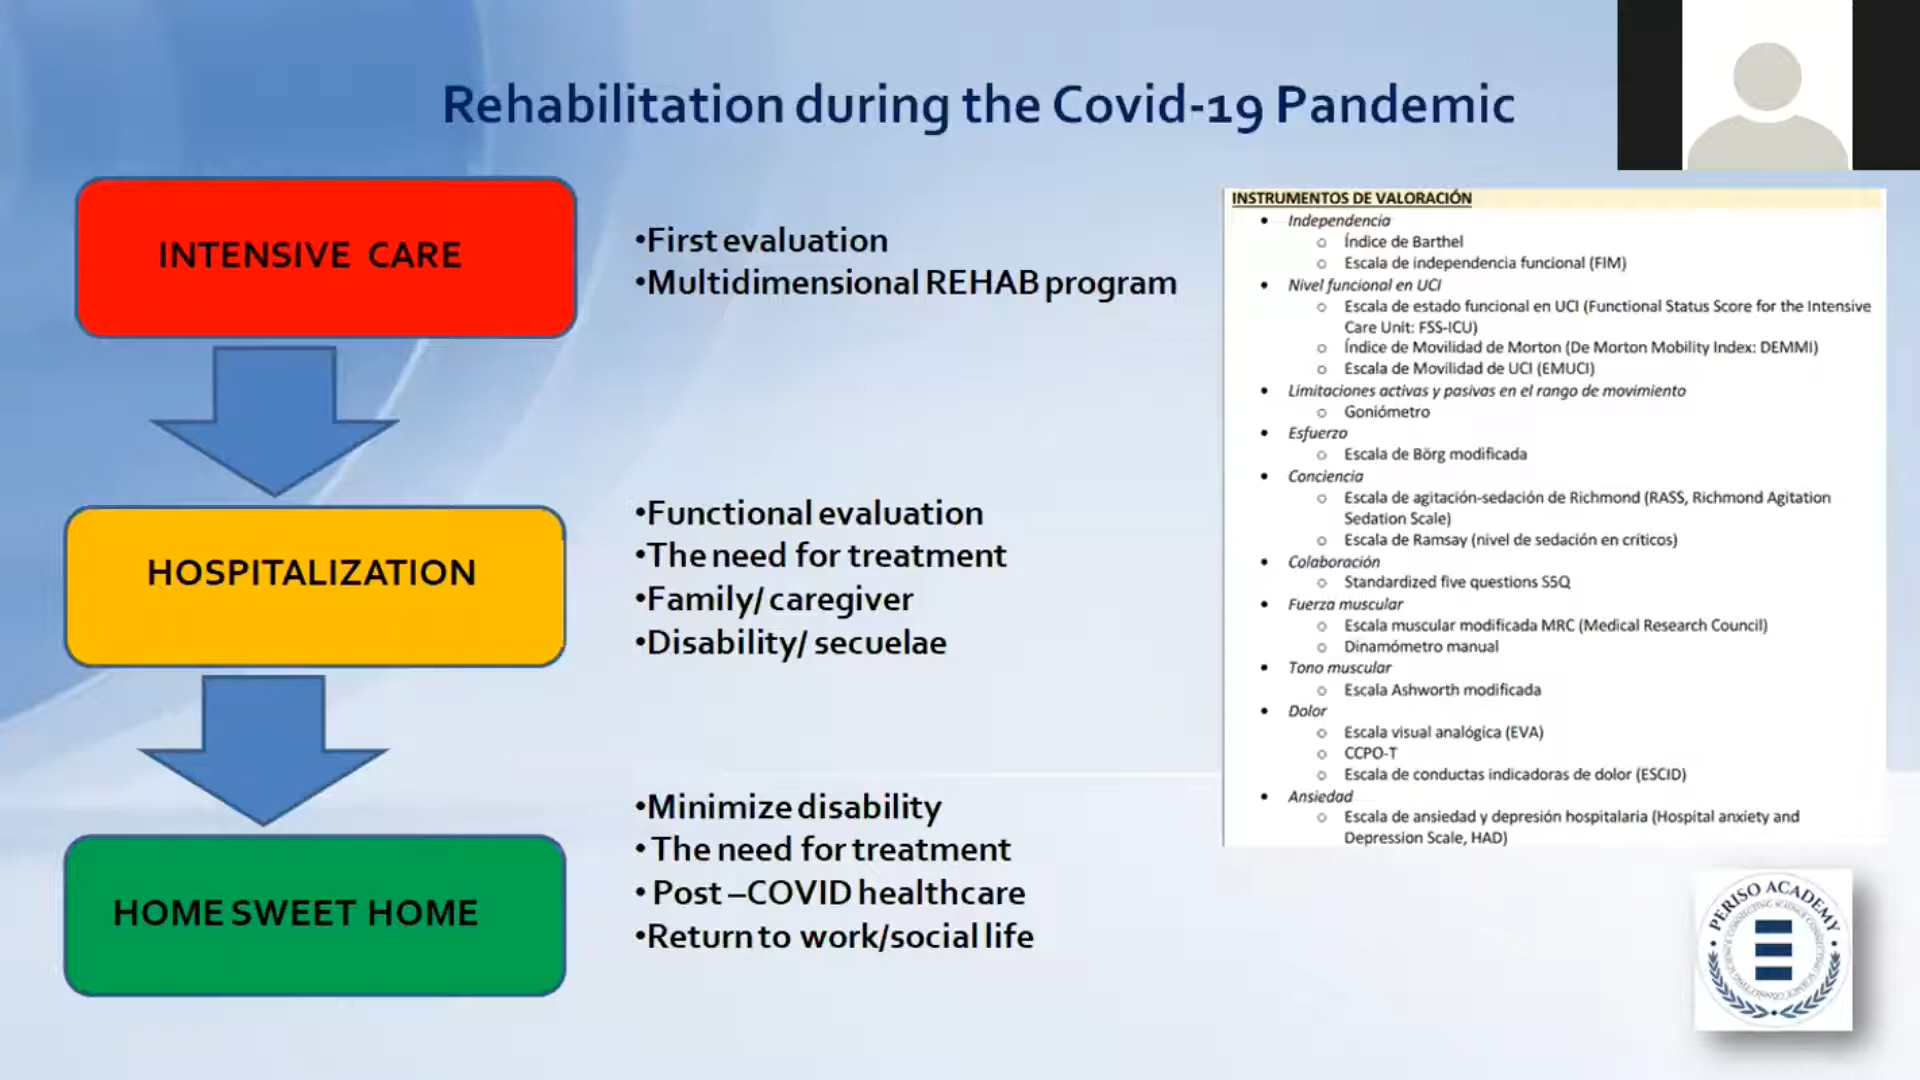 Rehabilitation during the Covid-19 Pandemic
INTENSIVE CARE
•First evaluation
•Multidimensional REHAB program
HOSPITALIZATION
•Functional evaluation
•The need for treatment
•Family/ caregiver
•Disability/ secuelae
HOME SWEET HOME
•Minimize disability
• The need for treatment
• Post –COVID healthcare
•Return to work/social life
INSTRUMENTOS DE VALORACIÓN
• Independencia
o Índice de Barthel
o Escala de independencia funcional (FIM)
• Nivel funcional en UCI
o Escala de estado funcional en UCI (Functional Status Score for the Intensive
Care Unit: FSS-ICU)
o Índice de Movilidad de Morton (De Morton Mobility Index: DEMMI)
o Escala de Movilidad de UCI (EMUCI)
• Limitaciones activas y pasivas en el rango de movimiento
o Goniómetro
• Esfuerzo
o Escala de Börg modificada
• Conciencia
o Escala de agitación-sedación de Richmond (RASS, Richmond Agitation
Sedation Scale)
o Escala de Ramsay (nivel de sedación en críticos)
• Colaboración
o Standardized five questions S5Q
• Fuerza muscular
o Escala muscular modificada MRC (Medical Research Council)
o Dinamómetro manual
• Tono muscular
o Escala Ashworth modificada
• Dolor
o Escala visual analógica (EVA)
o CCPO-T
o Escala de conductas indicadoras de dolor (ESCID)
• Ansiedad
o Escala de ansiedad y depresión hospitalaria (Hospital anxiety and
Depression Scale, HAD)
PERISO ACADEMY